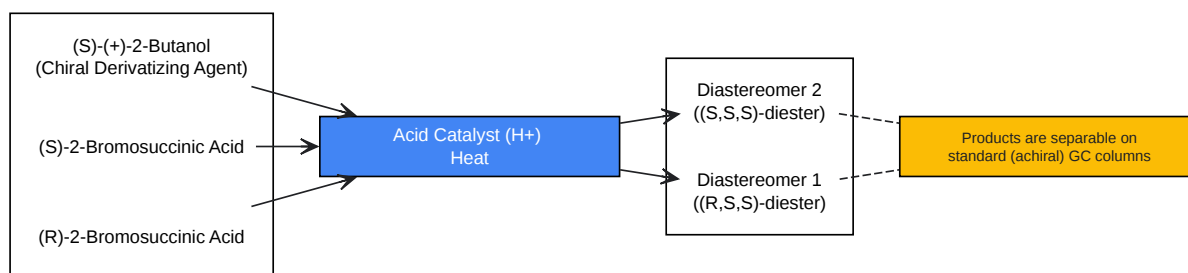 (S)-(+)-2-Butanol
(Chiral Derivatizing Agent)
(S)-2-Bromosuccinic Acid
(R)-2-Bromosuccinic Acid
Acid Catalyst (H+)
Heat
Diastereomer 2
((S,S,S)-diester)
Diastereomer 1
((R,S,S)-diester)
Products are separable on
standard (achiral) GC columns